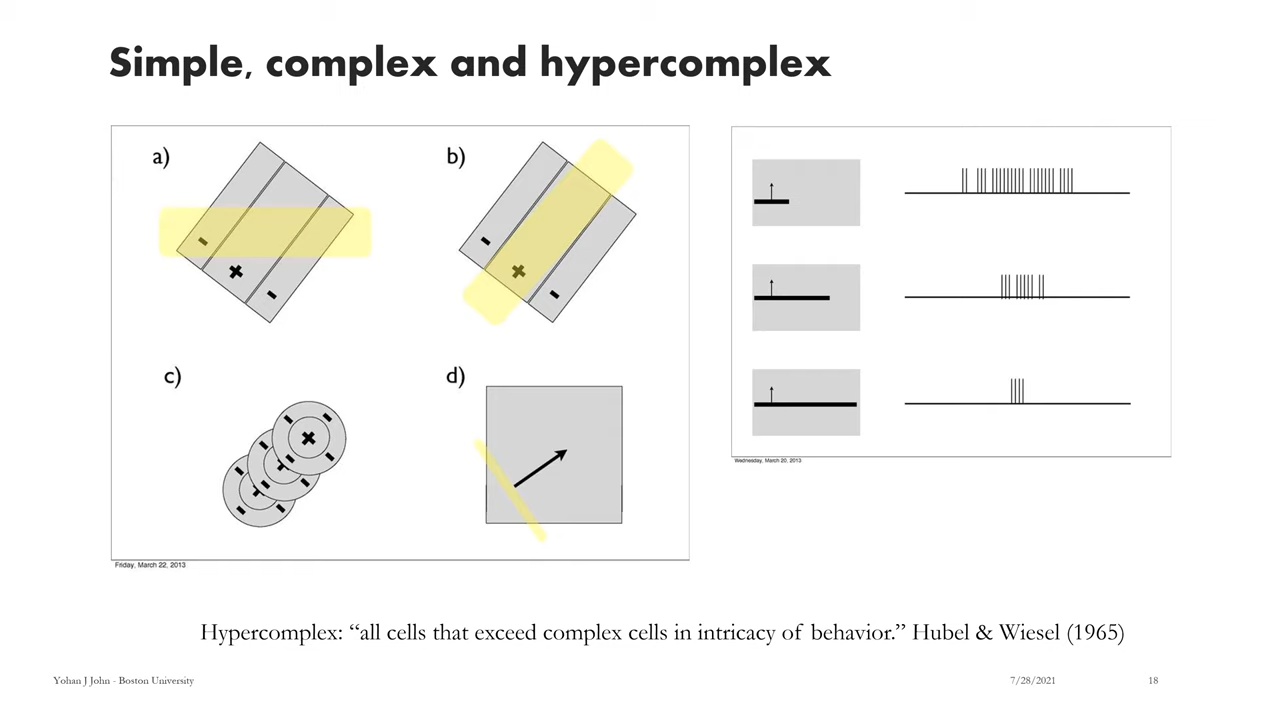 Simple, complex and hypercomplex
a)
b)
- + -
- + -
c)
d)
Friday, March 22, 2013
Wednesday, March 20, 2013
Hypercomplex: “all cells that exceed complex cells in intricacy of behavior.” Hubel & Wiesel (1965)
Yohan J John - Boston University
7/28/2021
18